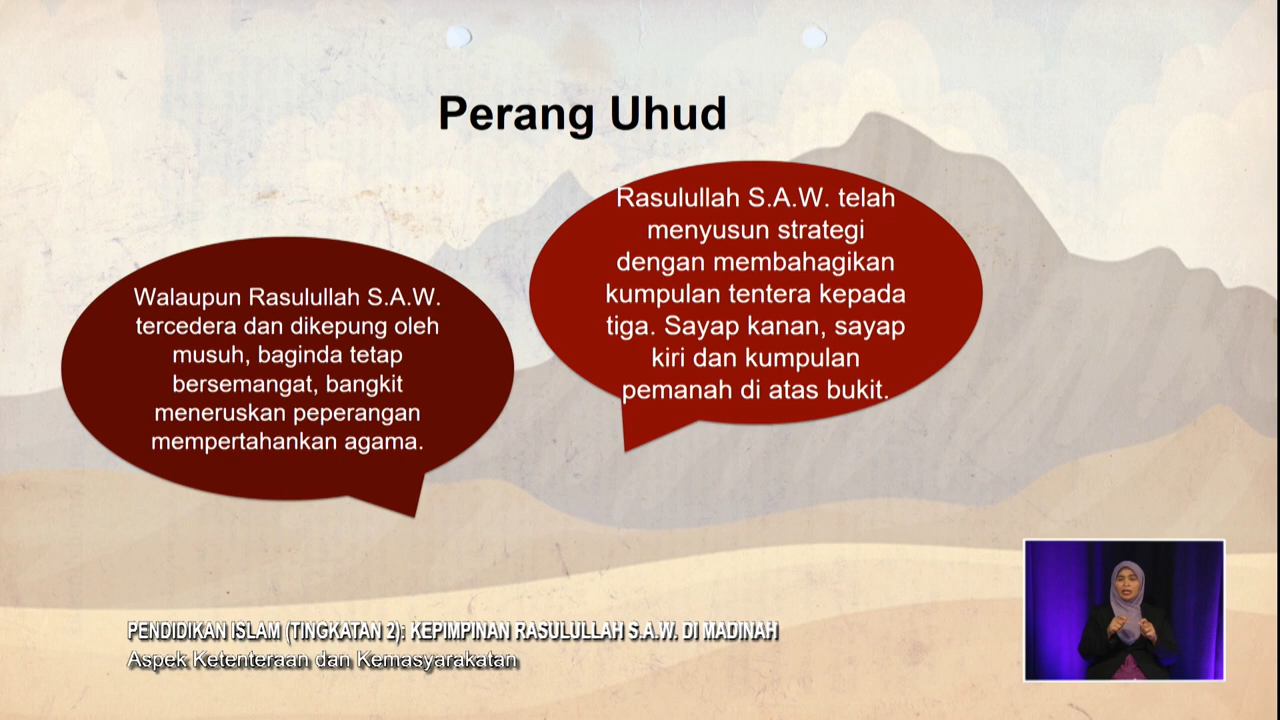 Perang Uhud
Walaupun Rasulullah S.A.W.
tercedera dan dikepung oleh
musuh, baginda tetap
bersemangat, bangkit
meneruskan peperangan
mempertahankan agama.
Rasulullah S.A.W. telah
menyusun strategi
dengan membahagikan
kumpulan tentera kepada
tiga. Sayap kanan, sayap
kiri dan kumpulan
pemanah di atas bukit.
PENDIDIKAN ISLAM (TINGKATAN 2): KEPIMPINAN RASULULLAH S.A.W. DI MADINAH
Aspek Ketenteraan dan Kemasyarakatan